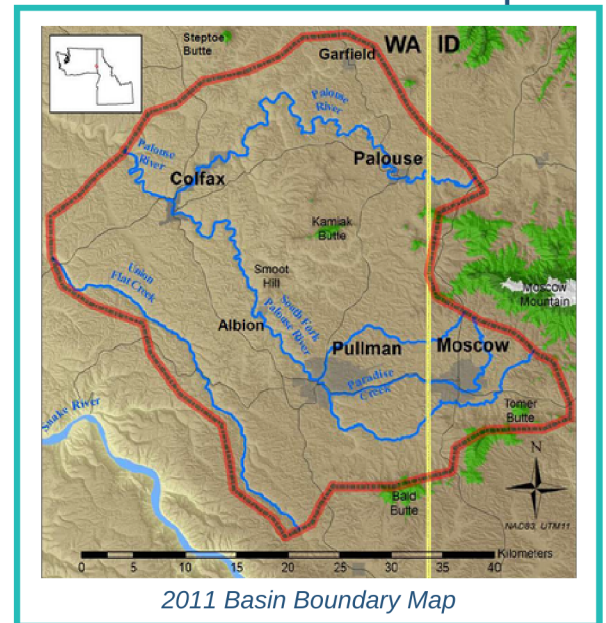 Steptoe
Butte
Garfield
WA ID
Palouse
River
Palouse
River
Palouse
Colfax
Kamiak
Butte
Union
Flat Creek
Smoot
Hill
Moscow
Mountain
South Fork
Palouse River
Albion
Pullman
Moscow
Paradise
Creek
Snake River
Tomer
Butte
N
Bald
Butte
NAD83, UTM11
Kilometers
0 5 10 15 20 25 30 35 40
2011 Basin Boundary Map